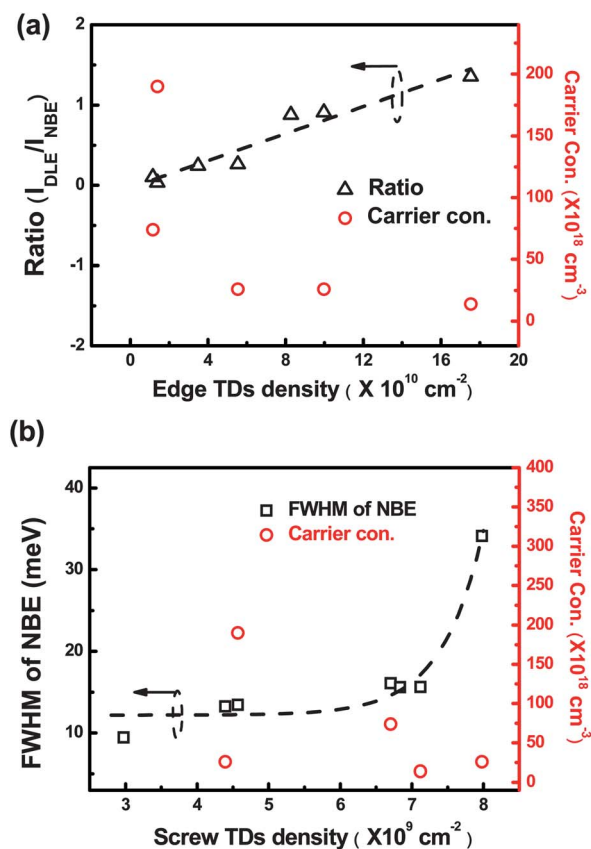 (a)
2
1
0
-1
-2
Ratio (I_DLE/I_NBE)
200
150
100
50
25
0
Carrier Con. (X10^18 cm^-3)
Ratio
Carrier con.
0 4 8 12 16 20
Edge TDs density ( X 10^10 cm^-2)
(b)
40
30
20
10
FWHM of NBE (meV)
400
350
300
250
200
150
100
50
0
Carrier Con. (X10^18 cm^-3)
FWHM of NBE
Carrier con.
3 4 5 6 7 8
Screw TDs density ( X10^9 cm^-2)